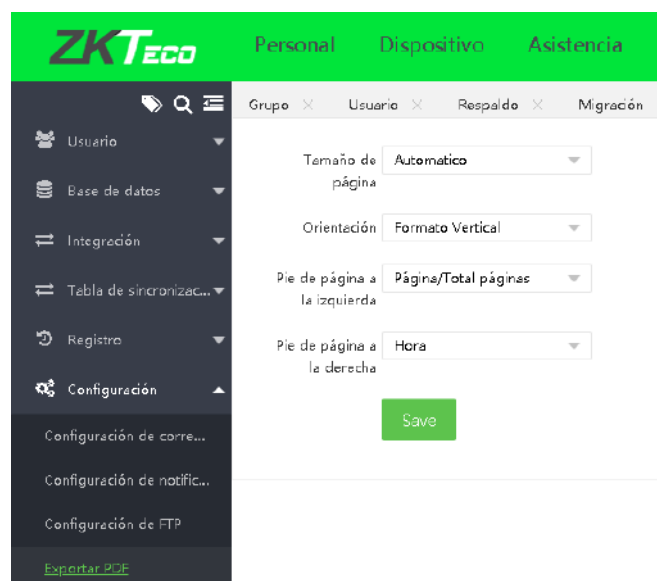 ZKTECO
Personal Dispositivo Asistencia
Grupo Usuario Respaldo Migración
Usuario
Base de datos
Integración
Tabla de sincronizac...
Registro
Configuración
Configuración de corre...
Configuración de notific...
Configuración de FTP
Exportar PDF
Tamaño de
página
Automatico
Orientación
Formato Vertical
Pie de página a
la izquierda
Página/Total páginas
Pie de página a
la derecha
Hora
Save